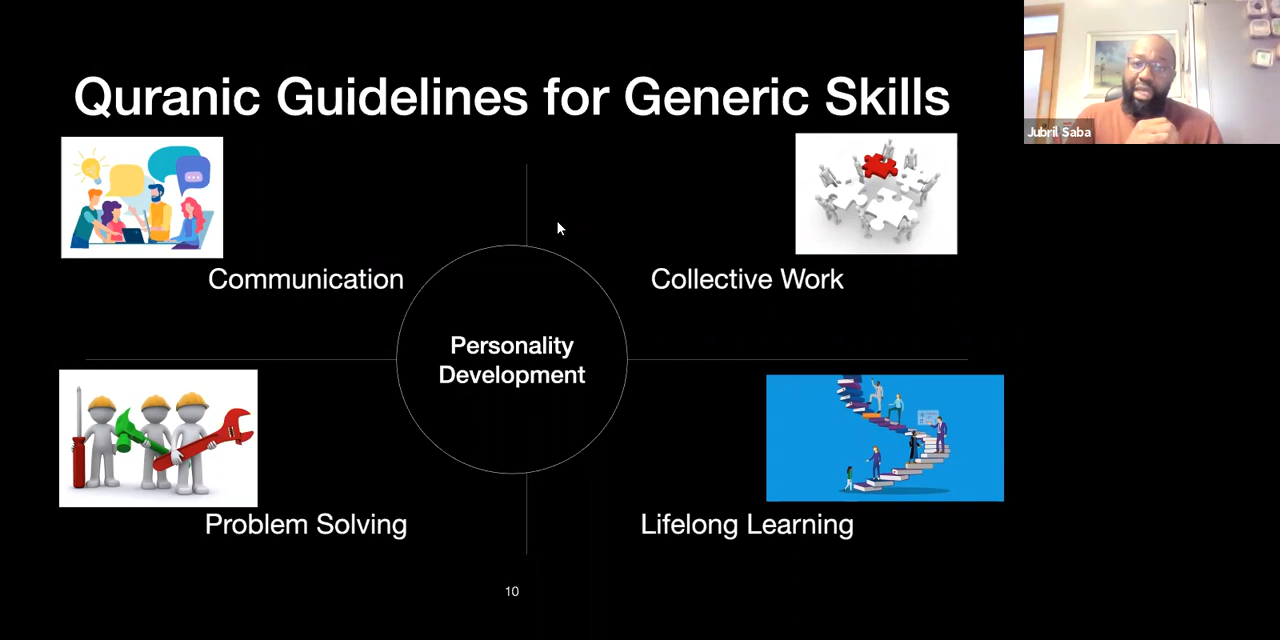 Quranic Guidelines for Generic Skills
Jubril Saba
Communication
Collective Work
Personality
Development
Problem Solving
Lifelong Learning
10